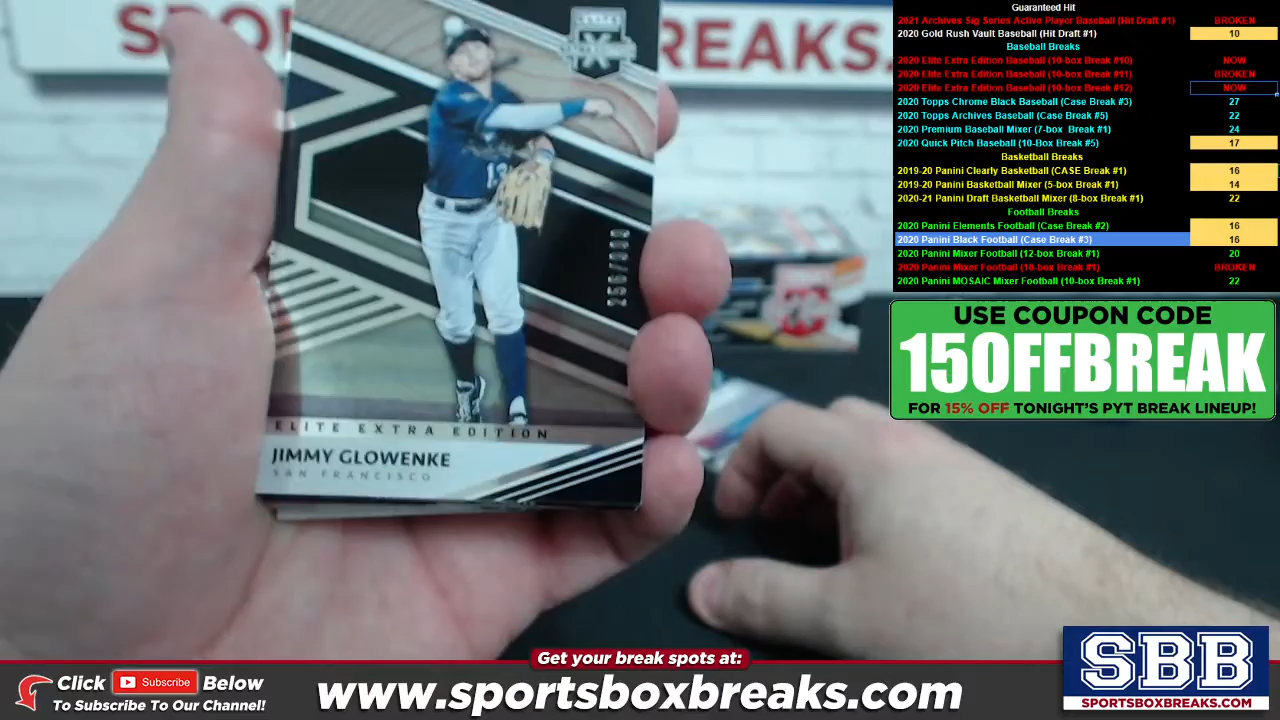 SPO
REAKS.
X
13
256/999
ELITE EXTRA EDITION
JIMMY GLOWENKE
SAN FRANCISCO
Guaranteed Hit
2021 Archives Sig Series Active Player Baseball (Hit Draft #1) BROKEN
2020 Gold Rush Vault Baseball (Hit Draft #1) 10
Baseball Breaks
2020 Elite Extra Edition Baseball (10-box Break #10) NOW
2020 Elite Extra Edition Baseball (10-box Break #11) BROKEN
2020 Elite Extra Edition Baseball (10-box Break #12) NOW
2020 Topps Chrome Black Baseball (Case Break #3) 27
2020 Topps Archives Baseball (Case Break #5) 22
2020 Premium Baseball Mixer (7-box Break #1) 24
2020 Quick Pitch Baseball (10-Box Break #5) 17
Basketball Breaks
2019-20 Panini Clearly Basketball (CASE Break #1) 16
2019-20 Panini Basketball Mixer (5-box Break #1) 14
2020-21 Panini Draft Basketball Mixer (8-box Break #1) 22
Football Breaks
2020 Panini Elements Football (Case Break #2) 16
2020 Panini Black Football (Case Break #3) 16
2020 Panini Mixer Football (12-box Break #1) 20
2020 Panini Mixer Football (18-box Break #1) BROKEN
2020 Panini MOSAIC Mixer Football (10-box Break #1) 22
USE COUPON CODE
15OFFBREAK
FOR 15% OFF TONIGHT'S PYT BREAK LINEUP!
Get your break spots at:
Click Subscribe Below
To Subscribe To Our Channel!
www.sportsboxbreaks.com
SBB
SPORTSBOXBREAKS.COM